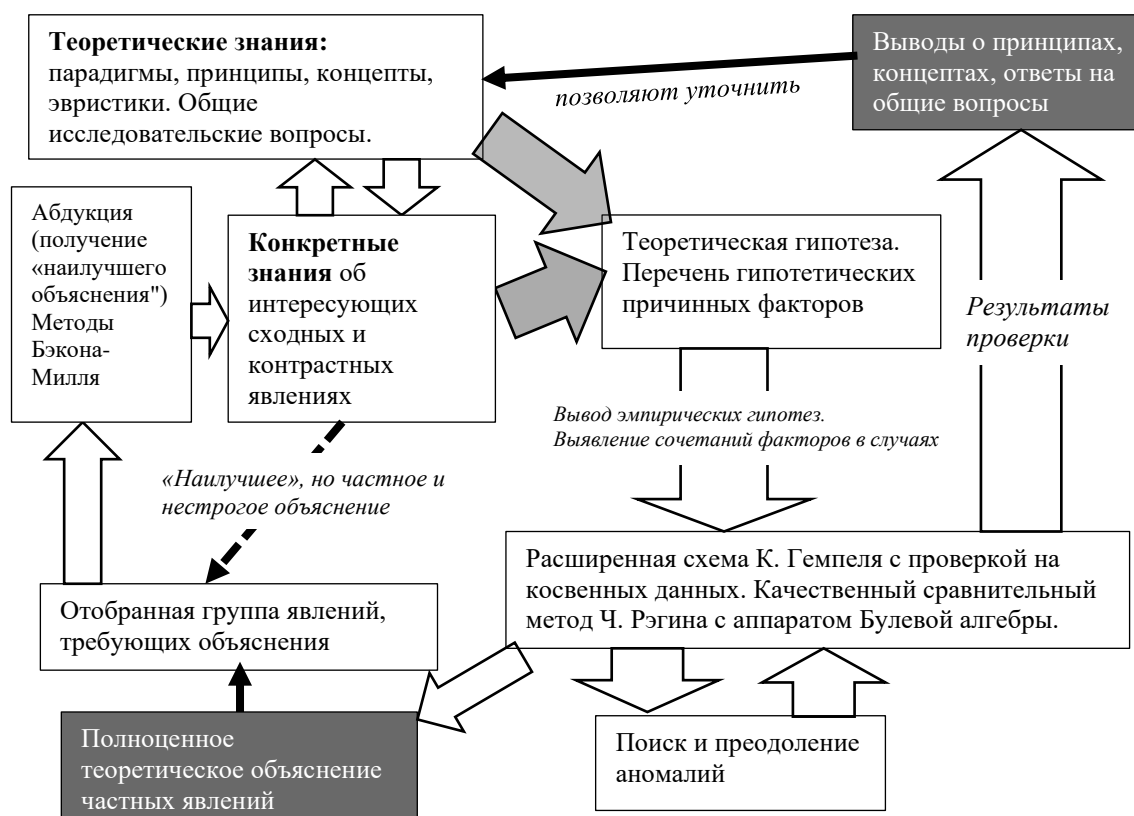 Теоретические знания:
парадигмы, принципы, концепты,
эвристики. Общие
исследовательские вопросы.
Выводы о принципах,
концептах, ответы на
общие вопросы
позволяют уточнить
Абдукция
(получение
«наилучшего
объяснения")
Методы
Бэкона-
Милля
Конкретные
знания об
интересующих
сходных и
контрастных
явлениях
Теоретическая гипотеза.
Перечень гипотетических
причинных факторов
Результаты
проверки
Вывод эмпирических гипотез.
Выявление сочетаний факторов в случаях
«Наилучшее», но частное и
нестрогое объяснение
Расширенная схема К. Гемпеля с проверкой на
косвенных данных. Качественный сравнительный
метод Ч. Рэгина с аппаратом Булевой алгебры.
Отобранная группа явлений,
требующих объяснения
Полноценное
теоретическое объяснение
частных явлений
Поиск и преодоление
аномалий